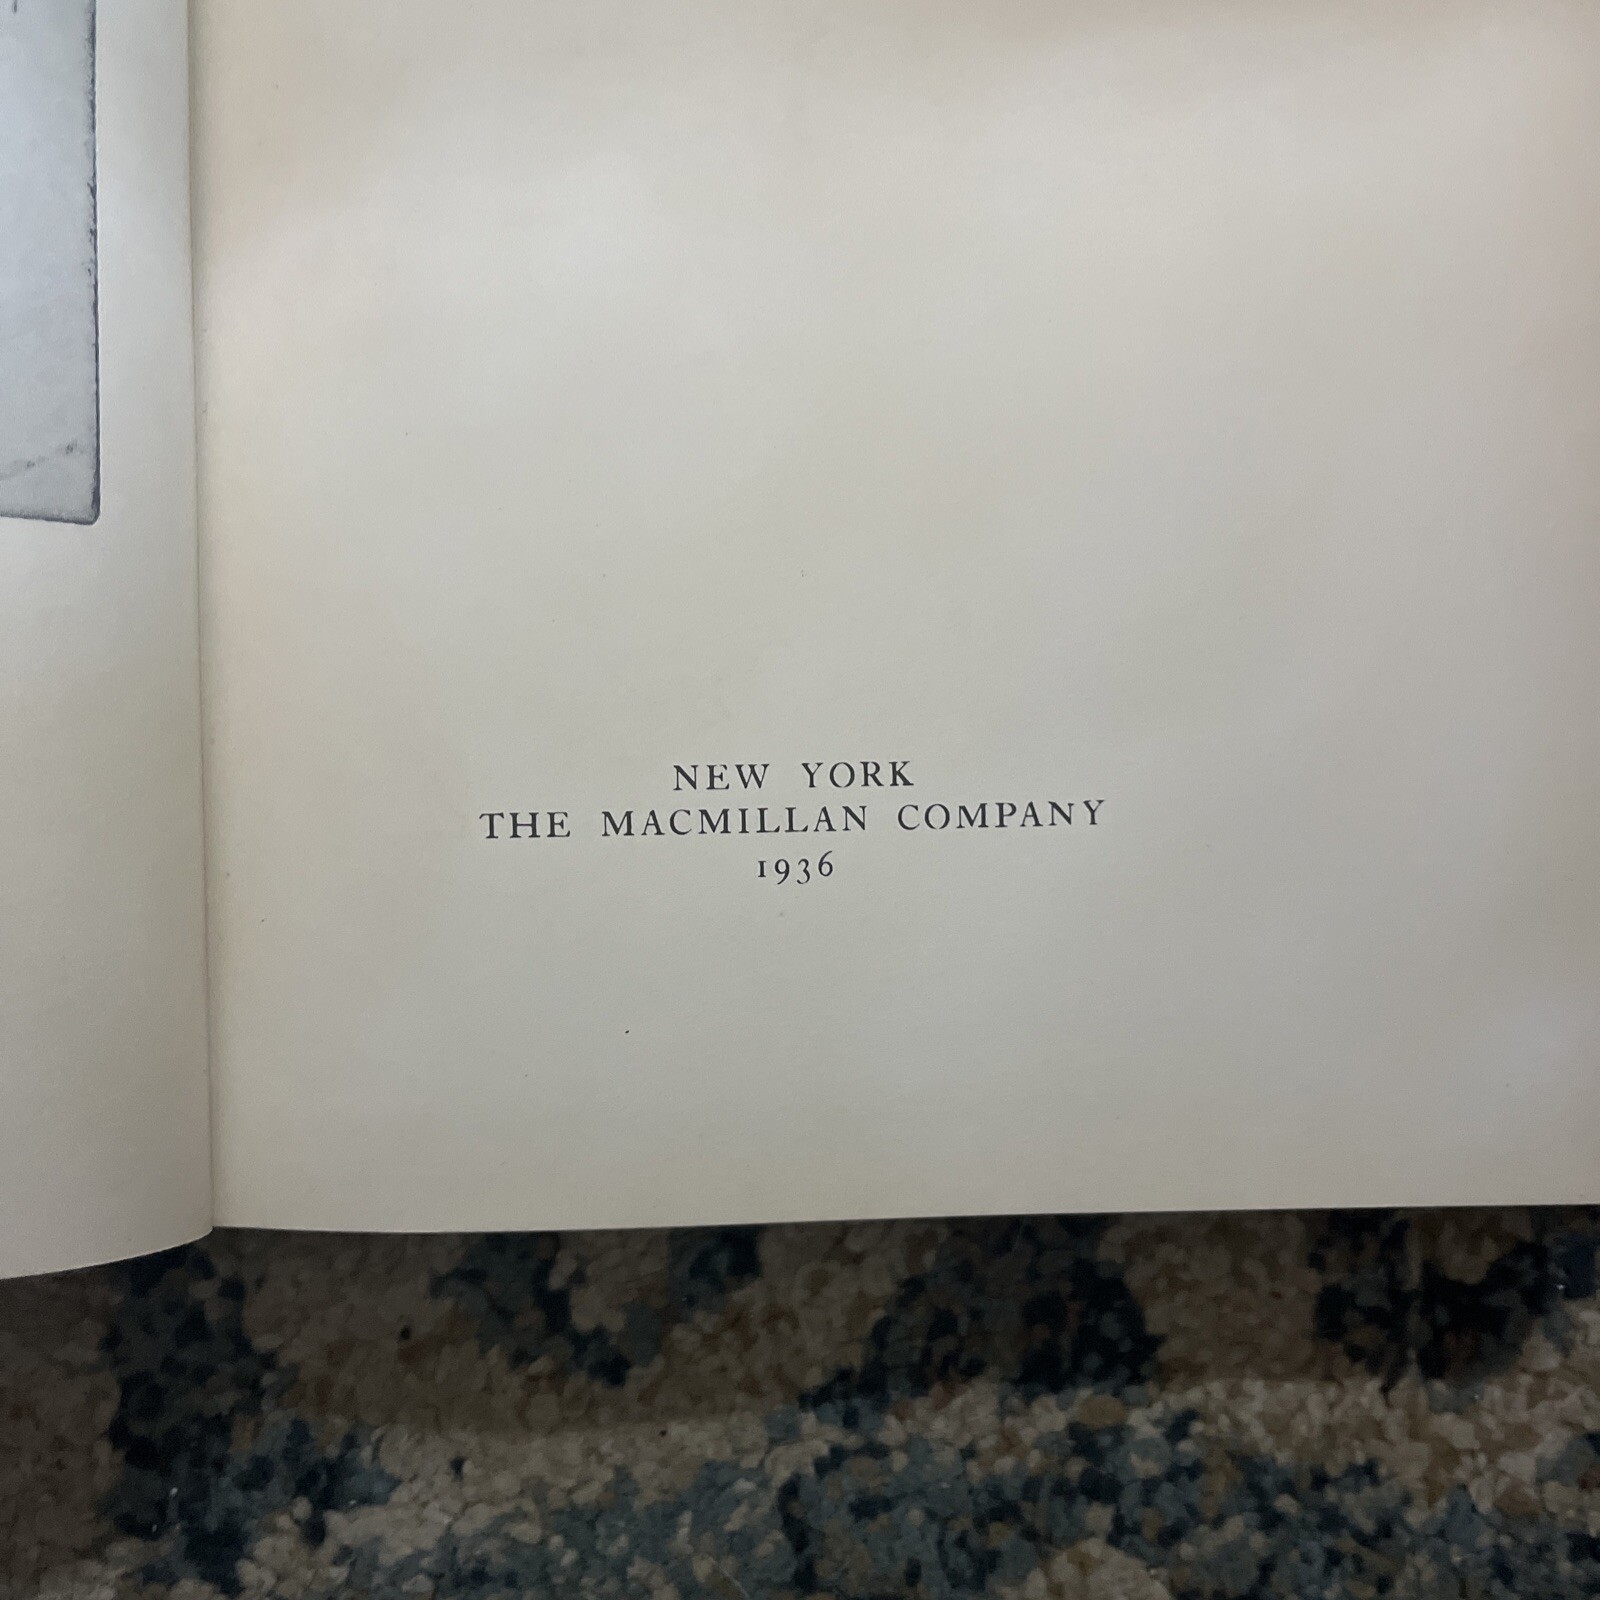 NEW YORK
THE MACMILLAN COMPANY
1936